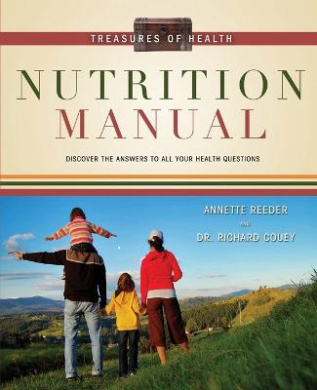 TREASURES OF HEALTH
NUTRITION
MANUAL
DISCOVER THE ANSWERS TO ALL YOUR HEALTH QUESTIONS
ANNETTE REEDER
AND
DR. RICHARD COUEY